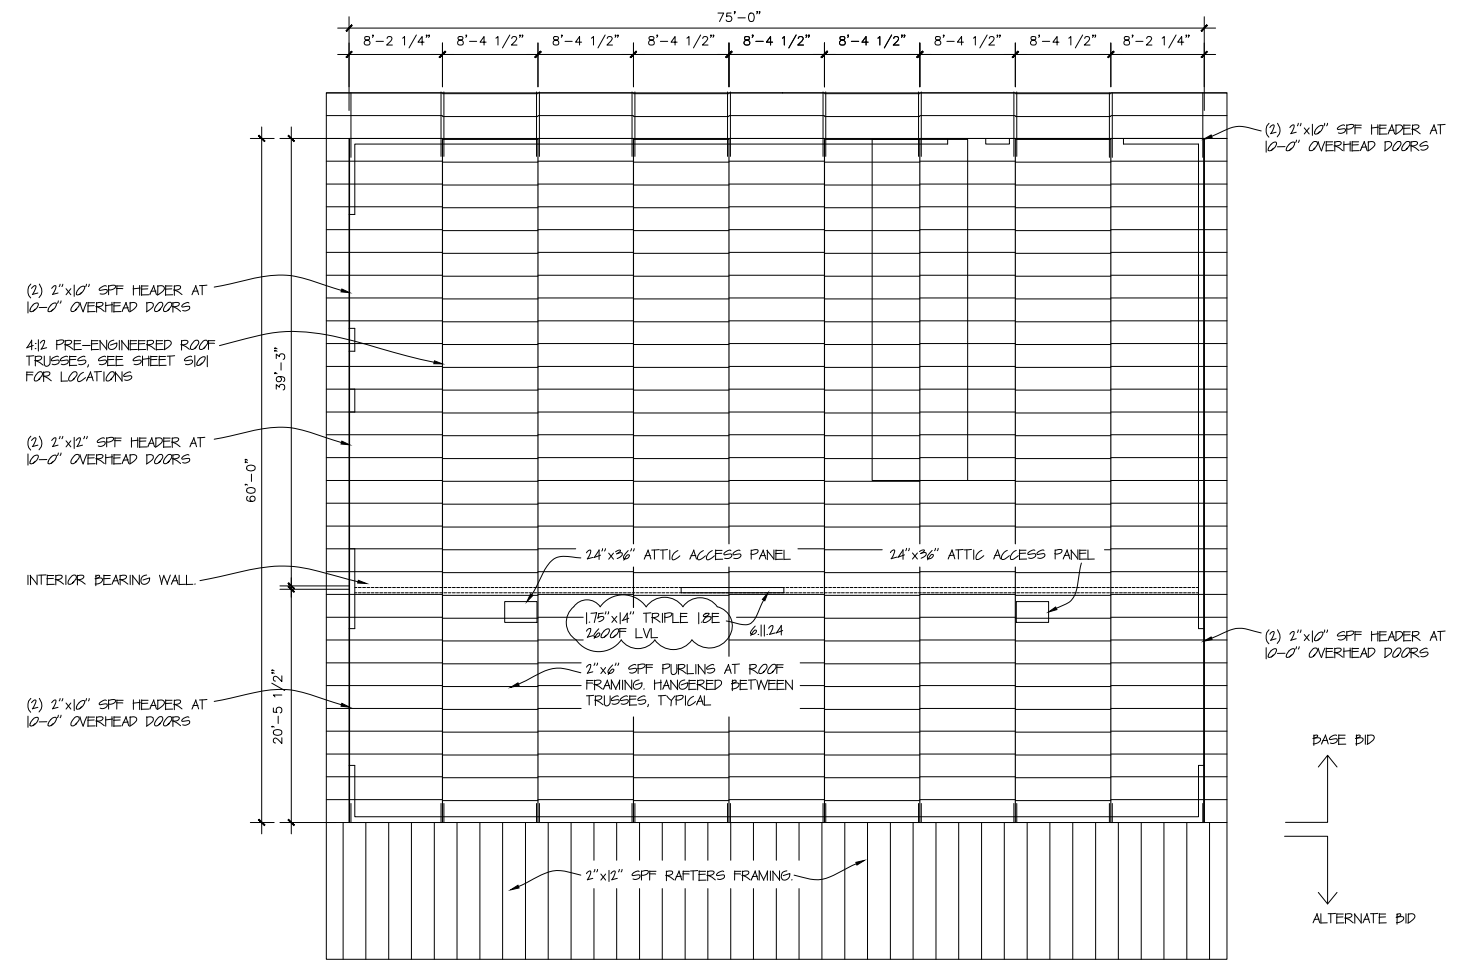 75'-0"
8'-2 1/4" 8'-4 1/2" 8'-4 1/2" 8'-4 1/2" 8'-4 1/2" 8'-4 1/2" 8'-4 1/2" 8'-4 1/2" 8'-2 1/4"
(2) 2"x10" SPF HEADER AT
10-0" OVERHEAD DOORS
(2) 2"x10" SPF HEADER AT
10-0" OVERHEAD DOORS
4:12 PRE-ENGINEERED ROOF
TRUSSES, SEE SHEET S101
FOR LOCATIONS
39'-3"
(2) 2"x12" SPF HEADER AT
10-0" OVERHEAD DOORS
60'-0"
24"x36" ATTIC ACCESS PANEL
24"x36" ATTIC ACCESS PANEL
INTERIOR BEARING WALL.
1.75"x14" TRIPLE 1.8E
2600F LVL
6.11.24
(2) 2"x10" SPF HEADER AT
10-0" OVERHEAD DOORS
2"x6" SPF PURLINS AT ROOF
FRAMING. HANGERED BETWEEN
TRUSSES, TYPICAL
20'-5 1/2"
(2) 2"x10" SPF HEADER AT
10-0" OVERHEAD DOORS
BASE BID
2"x12" SPF RAFTERS FRAMING.
ALTERNATE BID